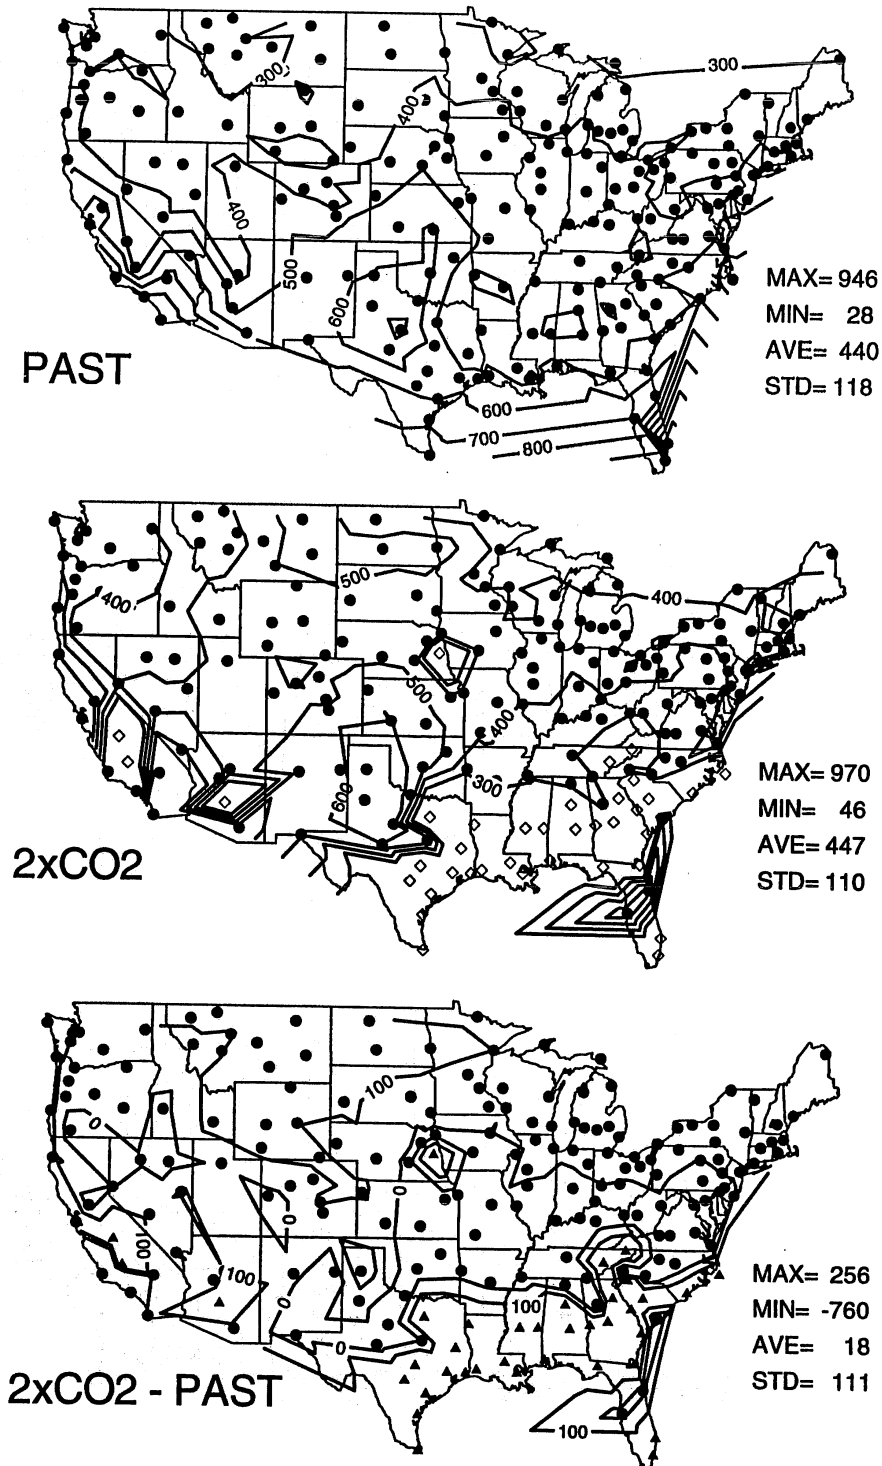 300
300
400
400
500
600
MAX= 946
MIN= 28
AVE= 440
STD= 118
PAST
600
700
800
500
400
400
500
400
300
600
MAX= 970
MIN= 46
AVE= 447
STD= 110
2xCO2
100
0
0
0
100
100
0
100
0
MAX= 256
MIN= -760
AVE= 18
STD= 111
2xCO2 - PAST
100